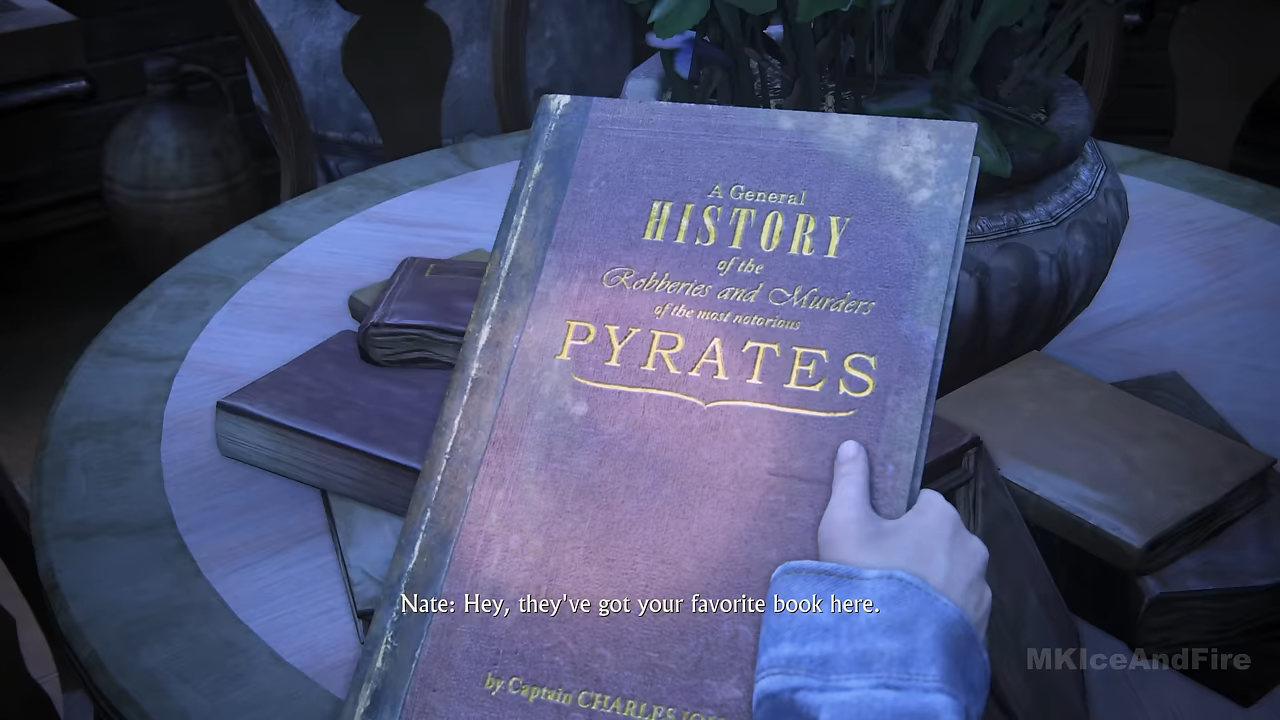 A General
HISTORY
of the
Robberies and Murders
of the most notorious
PYRATES
Nate: Hey, they've got your favorite book here.
MKIceAndFire
by Captain CHARLES